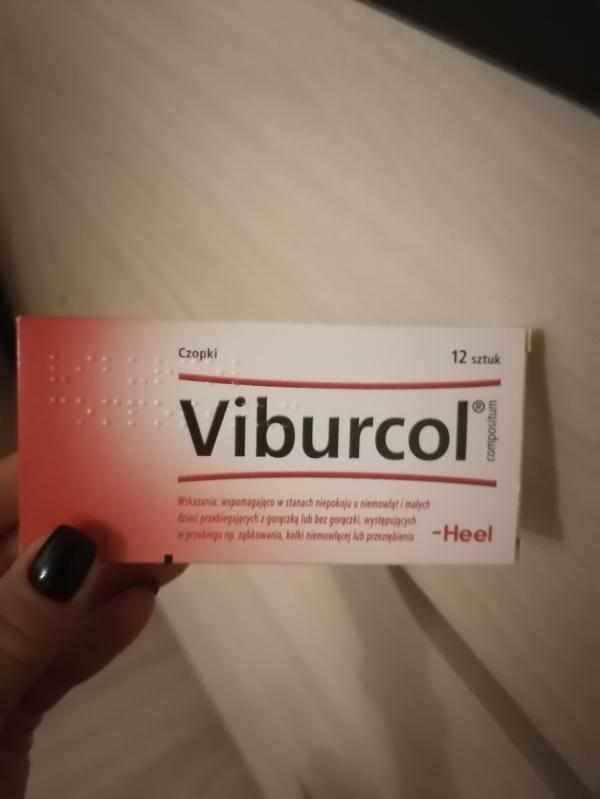 Czopki
12 sztuk
Viburcol®
compositum
Wskazania: wspomagająco w stanach niepokoju u niemowląt i małych
dzieci przebiegających z gorączką lub bez gorączki, występujących
w przebiegu np. ząbkowania, kolki niemowlęcej lub przeziębienia
-Heel